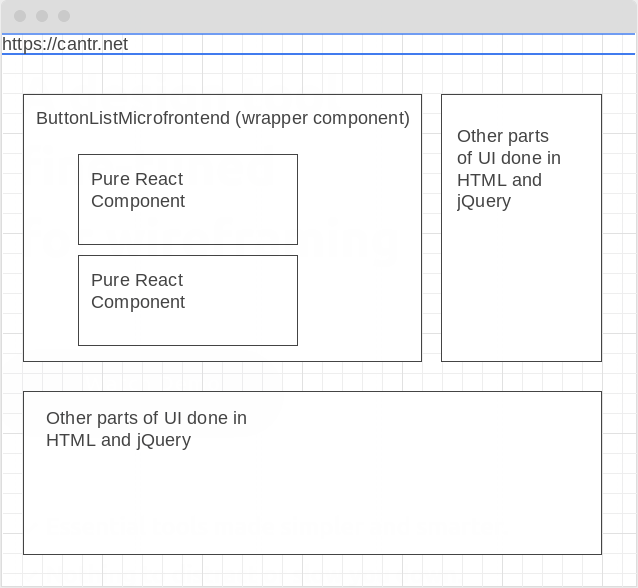 https://cantr.net
ButtonListMicrofrontend (wrapper component)
Pure React
Component
Pure React
Component
Other parts
of UI done in
HTML and
jQuery
Other parts of UI done in
HTML and jQuery